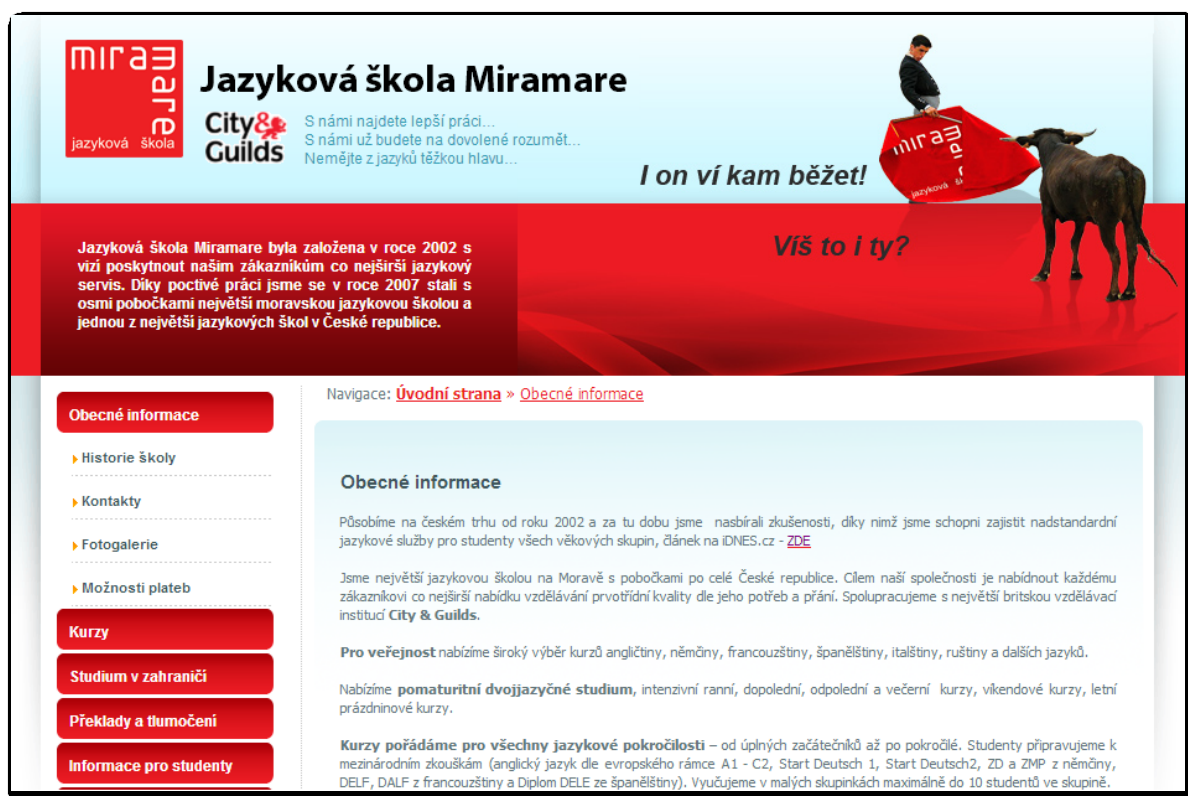 miramare
jazyková škola
Jazyková škola Miramare
City&
Guilds
S námi najdete lepší práci...
S námi už budete na dovolené rozumět...
Nemějte z jazyků těžkou hlavu...
I on ví kam běžet!
miramare
jazyková
Víš to i ty?
Jazyková škola Miramare byla založena v roce 2002 s
vizí poskytnout našim zákazníkům co nejširší jazykový
servis. Díky poctivé práci jsme se v roce 2007 stali s
osmi pobočkami největší moravskou jazykovou školou a
jednou z největší jazykových škol v České republice.
Obecné informace
Historie školy
Kontakty
Fotogalerie
Možnosti plateb
Kurzy
Studium v zahraničí
Překlady a tlumočení
Informace pro studenty
Navigace: Úvodní strana » Obecné informace
Obecné informace
Působíme na českém trhu od roku 2002 a za tu dobu jsme nasbírali zkušenosti, díky nimž jsme schopni zajistit nadstandardní
jazykové služby pro studenty všech věkových skupin, článek na iDNES.cz - ZDE
Jsme největší jazykovou školou na Moravě s pobočkami po celé České republice. Cílem naší společnosti je nabídnout každému
zákazníkovi co nejširší nabídku vzdělávání prvotřídní kvality dle jeho potřeb a přání. Spolupracujeme s největší britskou vzdělávací
institucí City & Guilds.
Pro veřejnost nabízíme široký výběr kurzů angličtiny, němčiny, francouzštiny, španělštiny, italštiny, ruštiny a dalších jazyků.
Nabízíme pomaturitní dvojjazyčné studium, intenzivní ranní, dopolední, odpolední a večerní kurzy, víkendové kurzy, letní
prázdninové kurzy.
Kurzy pořádáme pro všechny jazykové pokročilosti – od úplných začátečníků až po pokročilé. Studenty připravujeme k
mezinárodním zkouškám (anglický jazyk dle evropského rámce A1 - C2, Start Deutsch 1, Start Deutsch2, ZD a ZMP z němčiny,
DELF, DALF z francouzštiny a Diplom DELE ze španělštiny). Vyučujeme v malých skupinkách maximálně do 10 studentů ve skupině.